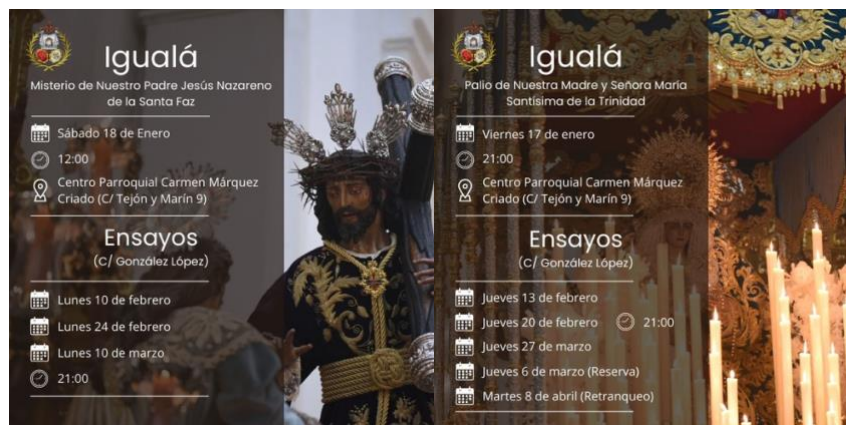 Igualá
Misterio de Nuestro Padre Jesús Nazareno
de la Santa Faz
Sábado 18 de Enero
12:00
Centro Parroquial Carmen Márquez
Criado (C/ Tejón y Marín 9)
Ensayos
(C/ González López)
Lunes 10 de febrero
Lunes 24 de febrero
Lunes 10 de marzo
21:00
Igualá
Palio de Nuestra Madre y Señora María
Santísima de la Trinidad
Viernes 17 de enero
21:00
Centro Parroquial Carmen Márquez
Criado (C/ Tejón y Marín 9)
Ensayos
(C/ González López)
Jueves 13 de febrero
Jueves 20 de febrero 21:00
Jueves 27 de marzo
Jueves 6 de marzo (Reserva)
Martes 8 de abril (Retranqueo)